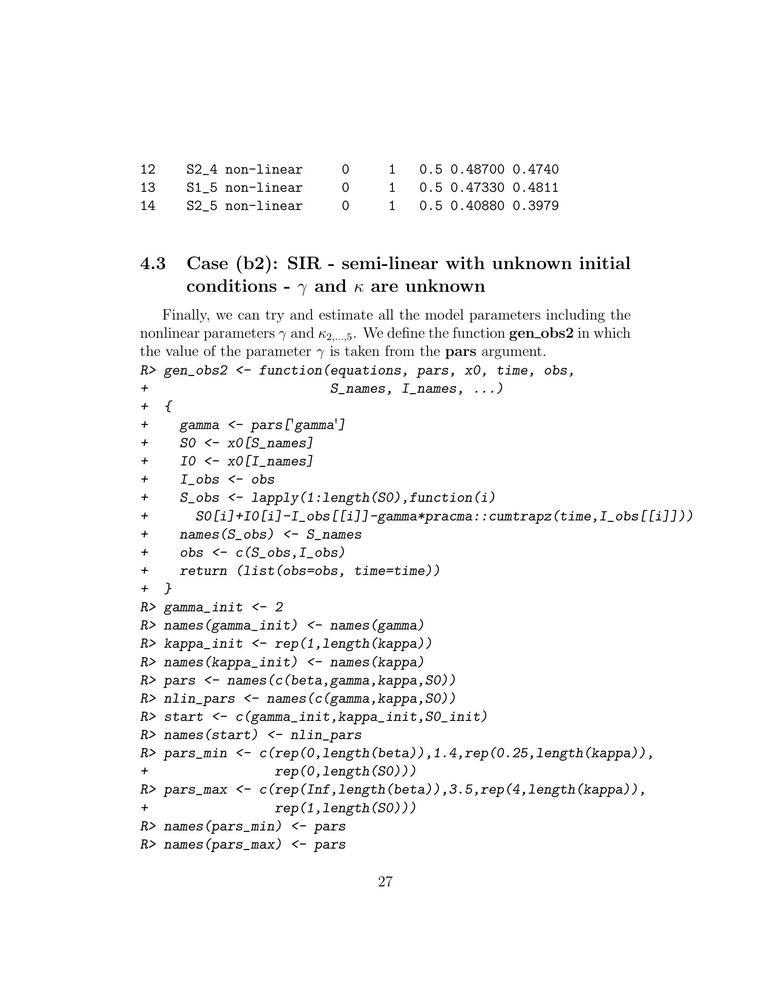 12    S2_4 non-linear     0     1   0.5 0.48700 0.4740
13    S1_5 non-linear     0     1   0.5 0.47330 0.4811
14    S2_5 non-linear     0     1   0.5 0.40880 0.3979
4.3 Case (b2): SIR - semi-linear with unknown initial
conditions - γ and κ are unknown
Finally, we can try and estimate all the model parameters including the
nonlinear parameters γ and κ2,...,5. We define the function gen_obs2 in which
the value of the parameter γ is taken from the pars argument.
R> gen_obs2 <- function(equations, pars, x0, time, obs,
+                       S_names, I_names, ...)
+  {
+    gamma <- pars['gamma']
+    S0 <- x0[S_names]
+    I0 <- x0[I_names]
+    I_obs <- obs
+    S_obs <- lapply(1:length(S0),function(i)
+      S0[i]+I0[i]-I_obs[[i]]-gamma*pracma::cumtrapz(time,I_obs[[i]]))
+    names(S_obs) <- S_names
+    obs <- c(S_obs,I_obs)
+    return (list(obs=obs, time=time))
+  }
R> gamma_init <- 2
R> names(gamma_init) <- names(gamma)
R> kappa_init <- rep(1,length(kappa))
R> names(kappa_init) <- names(kappa)
R> pars <- names(c(beta,gamma,kappa,S0))
R> nlin_pars <- names(c(gamma,kappa,S0))
R> start <- c(gamma_init,kappa_init,S0_init)
R> names(start) <- nlin_pars
R> pars_min <- c(rep(0,length(beta)),1.4,rep(0.25,length(kappa)),
+                rep(0,length(S0)))
R> pars_max <- c(rep(Inf,length(beta)),3.5,rep(4,length(kappa)),
+                rep(1,length(S0)))
R> names(pars_min) <- pars
R> names(pars_max) <- pars
27